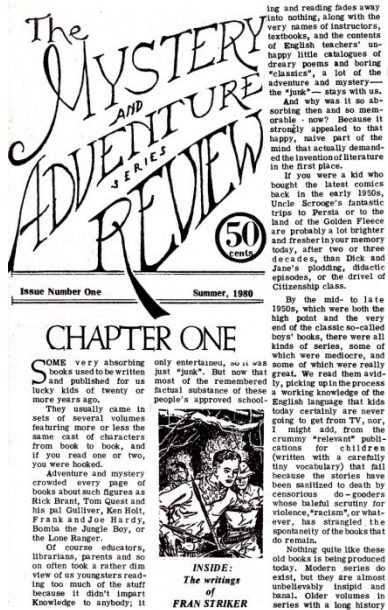 The
MYSTERY
AND
ADVENTURE
SERIES
REVIEW
50
cents
Issue Number One
Summer, 1980
CHAPTER ONE
SOME very absorbing
books used to be written
and published for us
lucky kids of twenty or
more years ago.
They usually came in
sets of several volumes
featuring more or less the
same cast of characters
from book to book, and
if you read one or two,
you were hooked.
Adventure and mystery
crowded every page of
books about such figures as
Rick Brant, Tom Quest and
his pal Gulliver, Ken Holt,
Frank and Joe Hardy,
Bomba the Jungle Boy, or
the Lone Ranger.
Of course educators,
librarians, parents and so
on often took a rather dim
view of us youngsters read-
ing too much of the stuff
because it didn't impart
Knowledge to anybody; it
only entertained, so it was
just "junk". But now that
most of the remembered
factual substance of these
people's approved school-
INSIDE:
The writings
of
FRAN STRIKER
ing and reading fades away
into nothing, along with the
very names of instructors,
textbooks, and the contents
of English teachers' un-
happy little catalogues of
dreary poems and boring
"classics", a lot of the
adventure and mystery—
the "junk"— stays with us.
And why was it so ab-
sorbing then and so mem-
orable - now? Because it
strongly appealed to that
happy, naive part of the
mind that actually demand-
ed the invention of literature
in the first place.
If you were a kid who
bought the latest comics
back in the early 1950s,
Uncle Scrooge's fantastic
trips to Persia or to the
land of the Golden Fleece
are probably a lot brighter
and fresher in your memory
today, after two or three
decades, than Dick and
Jane's plodding, didactic
episodes, or the drivel of
Citizenship class.
By the mid- to late
1950s, which were both the
high point and the very
end of the classic so-called
boys' books, there were all
kinds of series, some of
which were mediocre, and
some of which were really
great. We read them avid-
ly, picking up in the process
a working knowledge of the
English language that kids
today certainly are never
going to get from TV, nor,
I might add, from the
crummy "relevant" publi-
cations for children
(written with a carefully
tiny vocabulary) that fall
because the stories have
been sanitized to death by
censorious do-gooders
whose baleful scrutiny for
violence, "racism", or what-
ever, has strangled the
spontaneity of the books that
do remain.
Nothing quite like these
old books is being produced
today. Modern series do
exist, but they are almost
unbelievably insipid and
banal. Older volumes in
series with a long history